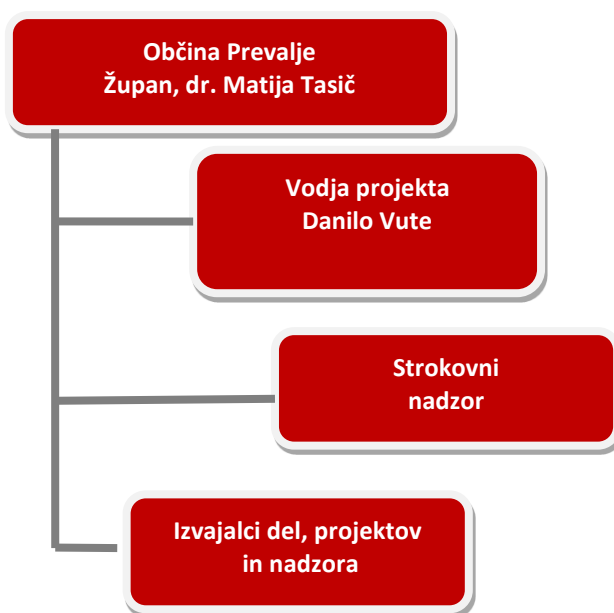 Občina Prevalje
Župan, dr. Matija Tasič
Vodja projekta
Danilo Vute
Strokovni
nadzor
Izvajalci del, projektov
in nadzora